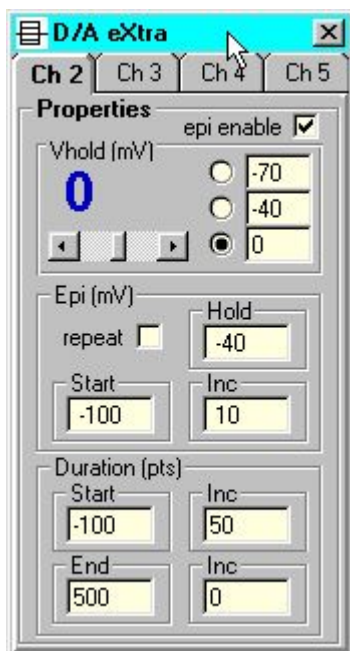 D/A eXtra
Ch 2 Ch 3 Ch 4 Ch 5
Properties
epi enable
Vhold (mV)
0
-70
-40
0
Epi (mV)
repeat
Hold
-40
Start
-100
Inc
10
Duration (pts)
Start
-100
Inc
50
End
500
Inc
0